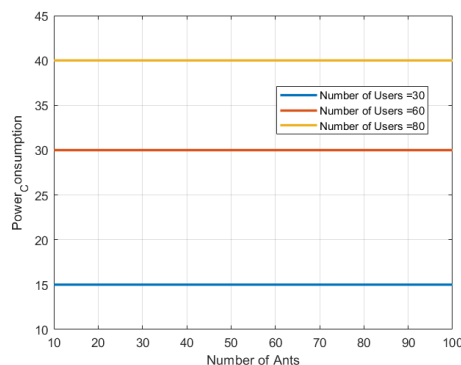 45
40
35
30
25
20
15
10
Power_Consumption
Number of Users =30
Number of Users =60
Number of Users =80
10 20 30 40 50 60 70 80 90 100
Number of Ants